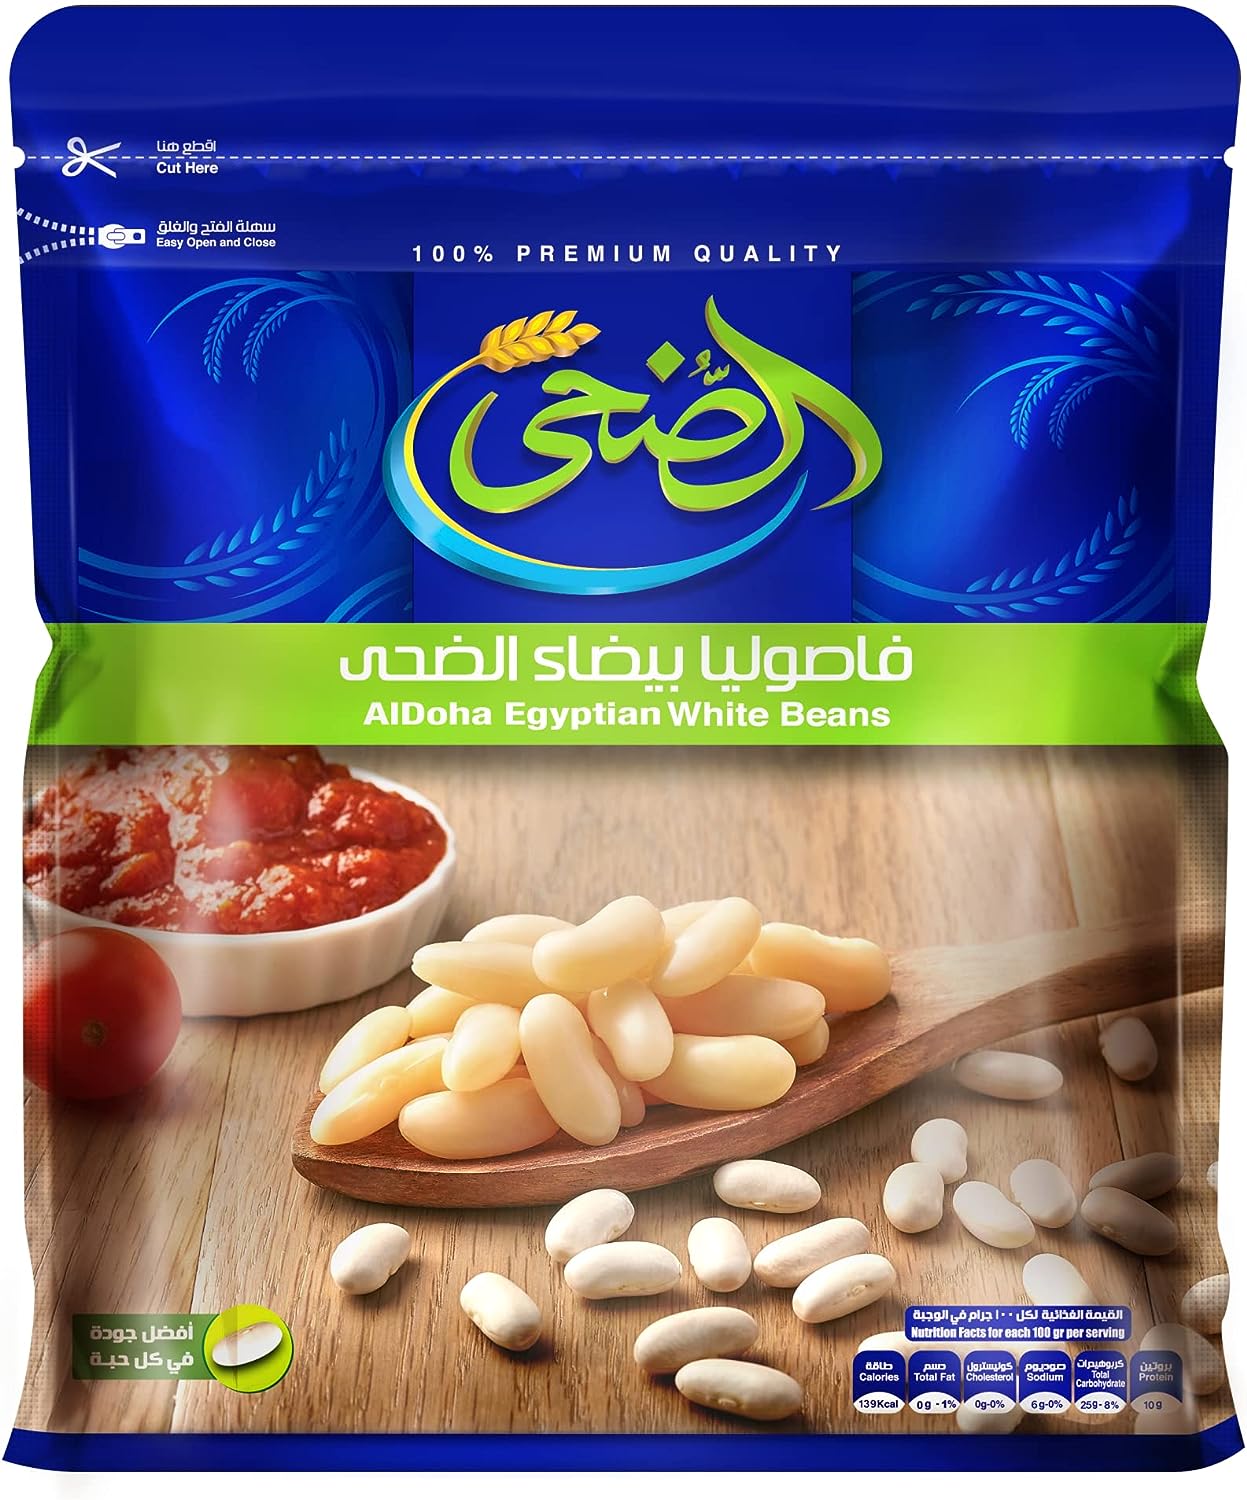 اقطع هنا
Cut Here
سهلة الفتح والغلق
Easy Open and Close
100% PREMIUM QUALITY
الضُّحى
فاصوليا بيضاء الضحى
AlDoha Egyptian White Beans
أفضل جودة
في كل حبة
القيمة الغذائية لكل ١٠٠ جرام في الوجبة
Nutrition Facts for each 100 gr per serving
طاقة
Calories
139Kcal
دسم
Total Fat
0g - 1%
كوليسترول
Cholesterol
0g-0%
صوديوم
Sodium
6g-0%
كربوهيدرات
Total
Carbohydrate
25g- 8%
بروتين
Protein
10g